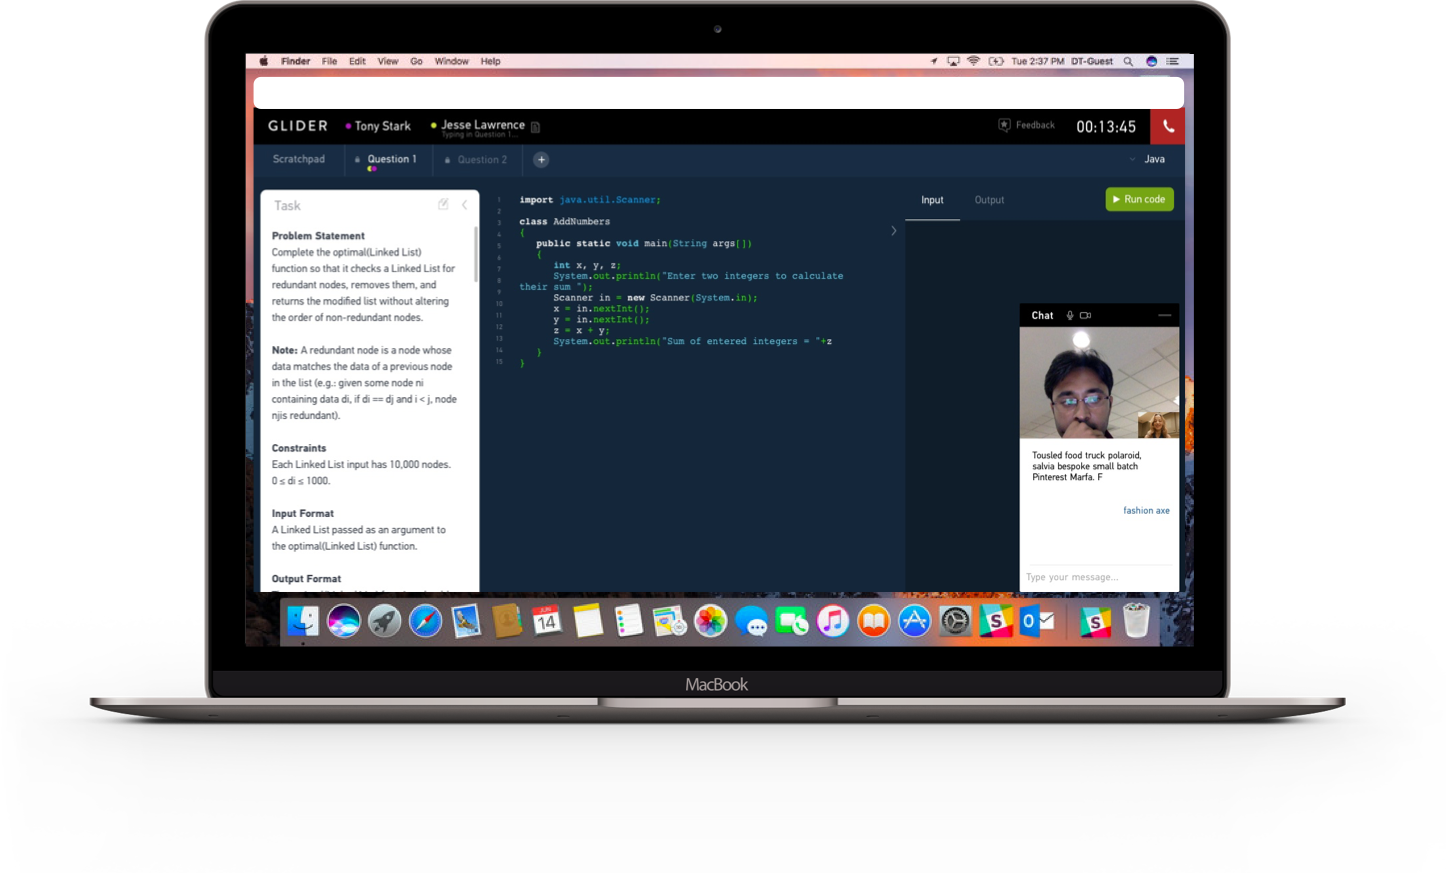 Finder File Edit View Go Window Help
Tue 2:37 PM DT-Guest
GLIDER Tony Stark Jesse Lawrence
Typing in Question 1...
Feedback 00:13:45
Scratchpad Question 1 Question 2 + Java
Task
Problem Statement
Complete the optimal(Linked List)
function so that it checks a Linked List for
redundant nodes, removes them, and
returns the modified list without altering
the order of non-redundant nodes.
Note: A redundant node is a node whose
data matches the data of a previous node
in the list (e.g.: given some node ni
containing data di, if di == dj and i < j, node
njis redundant).
Constraints
Each Linked List input has 10,000 nodes.
0 ≤ di ≤ 1000.
Input Format
A Linked List passed as an argument to
the optimal(Linked List) function.
Output Format
1 import java.util.Scanner;
2
3 class AddNumbers
4 {
5 public static void main(String args[])
6 {
7 int x, y, z;
8 System.out.println("Enter two integers to calculate
9 their sum ");
10 Scanner in = new Scanner(System.in);
11 x = in.nextInt();
12 y = in.nextInt();
z = x + y;
13 System.out.println("Sum of entered integers = "+z
14 }
15 }
Input Output Run code
Chat
Tousled food truck polaroid,
salvia bespoke small batch
Pinterest Marfa. F
fashion axe
Type your message...
JUN
14
MacBook